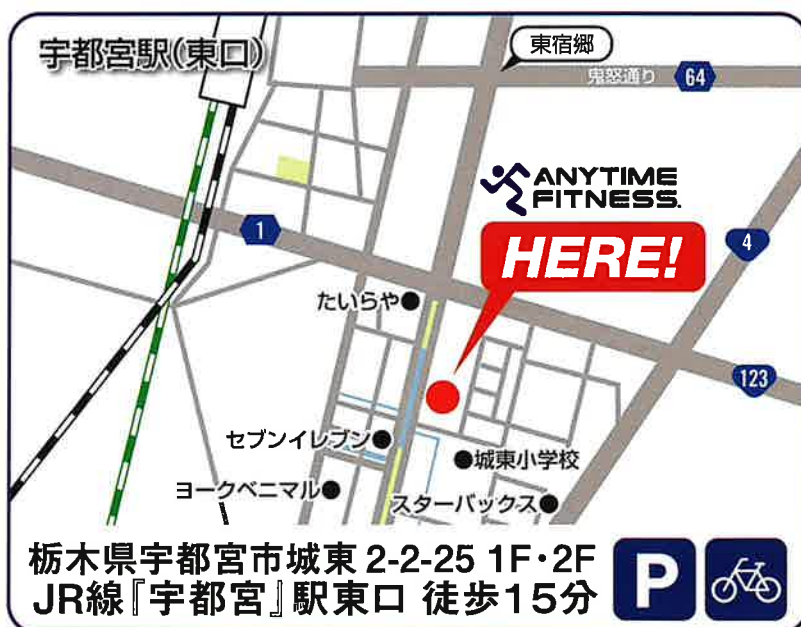 宇都宮駅(東口)
東宿郷
鬼怒通り
64
ANYTIME
FITNESS.
1
HERE!
4
たいらや
123
セブンイレブン
城東小学校
ヨークベニマル
スターバックス
栃木県宇都宮市城東 2-2-25 1F・2F
JR線『宇都宮』駅東口 徒歩15分
P